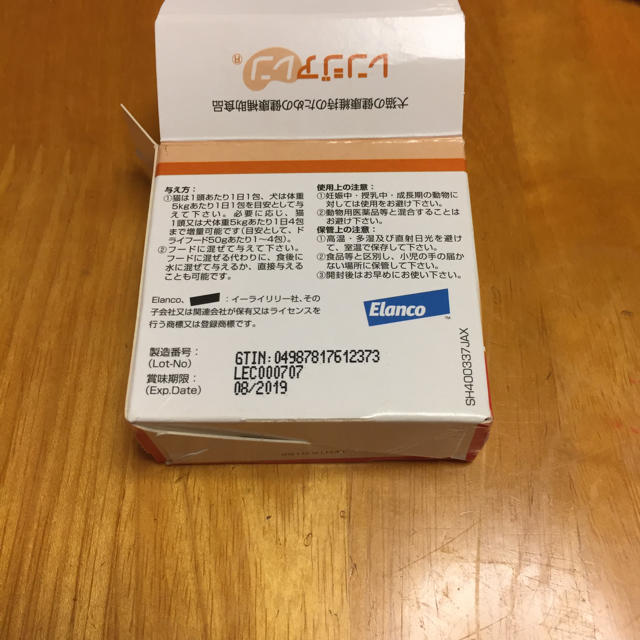 レンジアレン®
犬猫の健康維持のための健康補助食品
与え方：
①猫は1頭あたり1日1包、犬は体重
5kgあたり1日1包を目安として与
えて下さい。必要に応じ、猫
1頭又は犬体重5kgあたり1日4包
まで増量可能です（目安として、ド
ライフード50gあたり1～4包）。
②フードに混ぜて与えて下さい。
フードに混ぜる代わりに、食後に
水に混ぜて与えるか、直接与える
ことも可能です。
使用上の注意：
①妊娠中・授乳中・成長期の動物に
対しては使用をお避け下さい。
②動物用医薬品等と混合することは
お避け下さい。
保管上の注意：
①高温・多湿及び直射日光を避け
て、室温で保存して下さい。
②食品等と区別し、小児の手の届か
ない場所に保管して下さい。
③開封後はお早めにお使い下さい。
Elanco、 ：イーライリリー社、その
子会社又は関連会社が保有又はライセンスを
行う商標又は登録商標です。
Elanco™
製造番号：
(Lot-No)
賞味期限：
(Exp.Date)
GTIN:04987817612373
LEC000707
08/2019
SH400337JAX